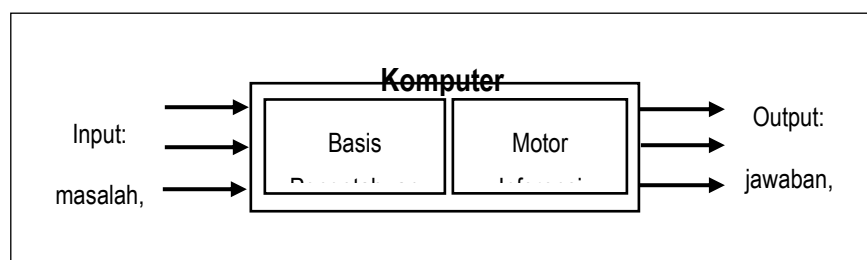 Komputer
Input:
masalah,
Basis
Motor
Output:
jawaban,